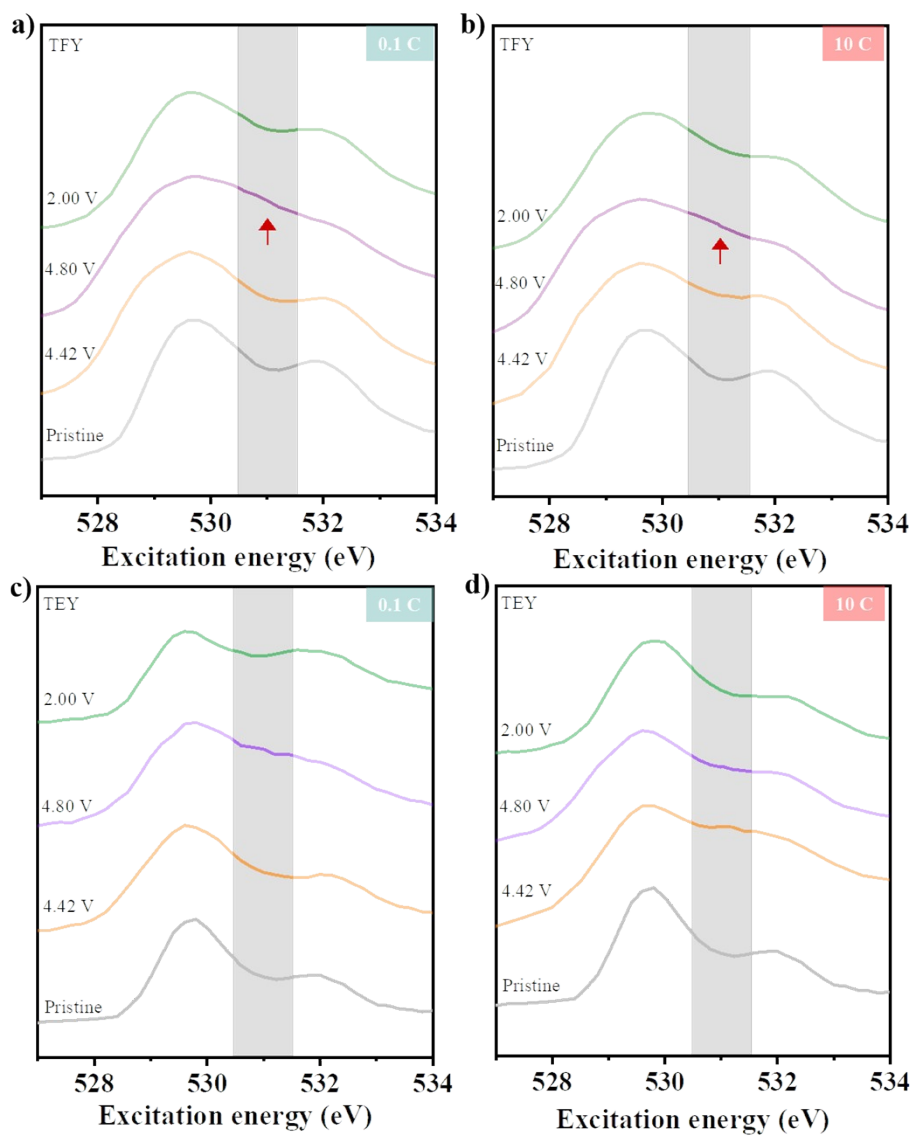 a)
TFY
0.1 C
2.00 V
4.80 V
4.42 V
Pristine
528 530 532 534
Excitation energy (eV)
b)
TFY
10 C
2.00 V
4.80 V
4.42 V
Pristine
528 530 532 534
Excitation energy (eV)
c)
TEY
0.1 C
2.00 V
4.80 V
4.42 V
Pristine
528 530 532 534
Excitation energy (eV)
d)
TEY
10 C
2.00 V
4.80 V
4.42 V
Pristine
528 530 532 534
Excitation energy (eV)